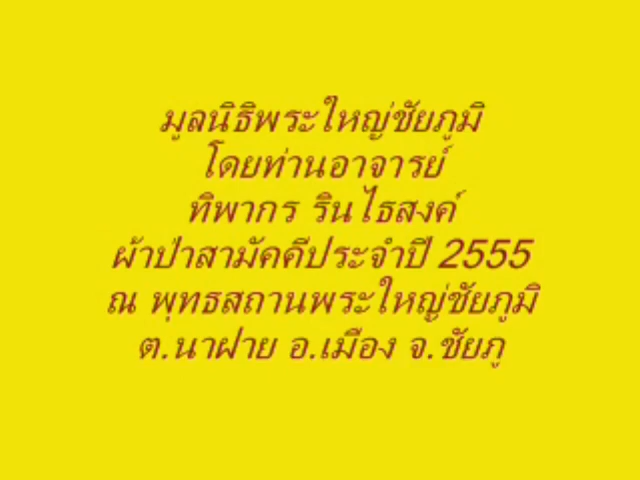 มูลนิธิพระใหญ่ชัยภูมิ
โดยท่านอาจารย์
ทิพากร รินไธสงค์
ผ้าป่าสามัคคีประจำปี 2555
ณ พุทธสถานพระใหญ่ชัยภูมิ
ต.นาฝาย อ.เมือง จ.ชัยภู